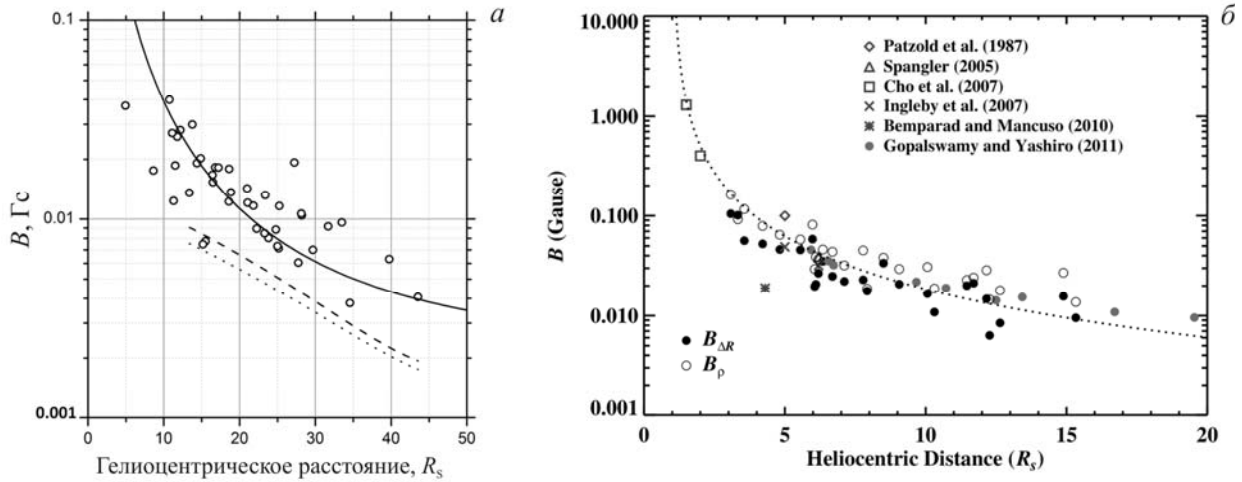 а
0.1
0.01
0.001
B, Гс
0 10 20 30 40 50
Гелиоцентрическое расстояние, Rs
б
10.000
1.000
0.100
0.010
0.001
B (Gause)
Patzold et al. (1987)
Spangler (2005)
Cho et al. (2007)
Ingleby et al. (2007)
Bemparad and Mancuso (2010)
Gopalswamy and Yashiro (2011)
BΔR
Bρ
0 5 10 15 20
Heliocentric Distance (Rs)